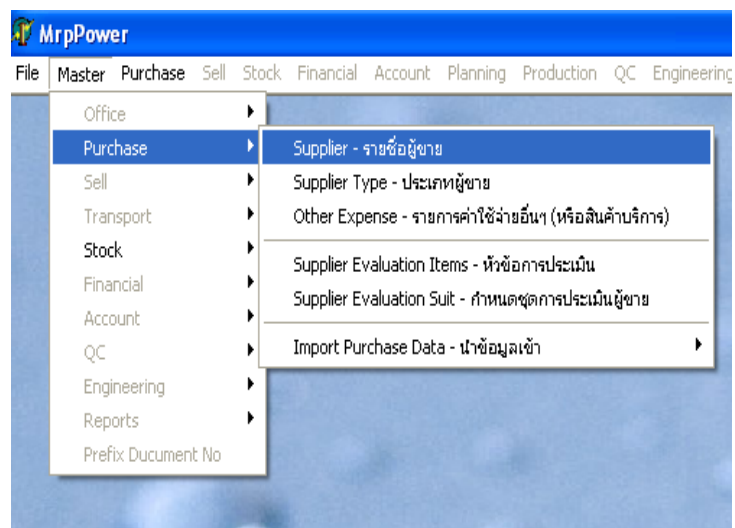 MrpPower
File Master Purchase Sell Stock Financial Account Planning Production QC Engineering
Office
Purchase
Sell
Transport
Stock
Financial
Account
QC
Engineering
Reports
Prefix Ducument No
Supplier - รายชื่อผู้ขาย
Supplier Type - ประเภทผู้ขาย
Other Expense - รายการค่าใช้จ่ายอื่นๆ (หรือสินค้าบริการ)
Supplier Evaluation Items - หัวข้อการประเมิน
Supplier Evaluation Suit - กำหนดชุดการประเมินผู้ขาย
Import Purchase Data - นำข้อมูลเข้า